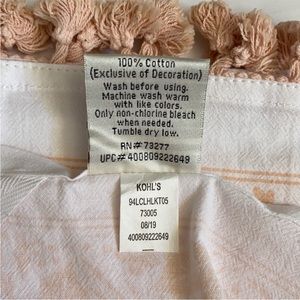 100% Cotton
(Exclusive of Decoration)
Wash before using.
Machine wash warm
with like colors.
Only non-chlorine bleach
when needed.
Tumble dry low.
RN# 73277
UPC# 400809222649
KOHL'S
94LCLHLKT05
73005
08/19
400809222649